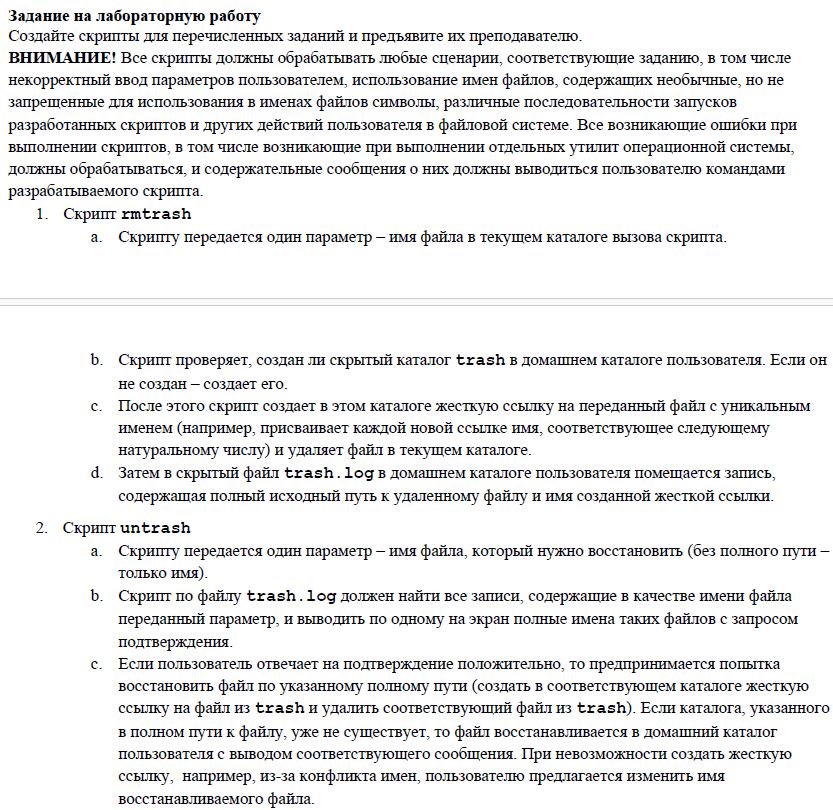 Задание на лабораторную работу
Создайте скрипты для перечисленных заданий и предъявите их преподавателю.
ВНИМАНИЕ! Все скрипты должны обрабатывать любые сценарии, соответствующие заданию, в том числе
некорректный ввод параметров пользователем, использование имен файлов, содержащих необычные, но не
запрещенные для использования в именах файлов символы, различные последовательности запусков
разработанных скриптов и других действий пользователя в файловой системе. Все возникающие ошибки при
выполнении скриптов, в том числе возникающие при выполнении отдельных утилит операционной системы,
должны обрабатываться, и содержательные сообщения о них должны выводиться пользователю командами
разрабатываемого скрипта.
1. Скрипт rmtrash
a. Скрипту передается один параметр – имя файла в текущем каталоге вызова скрипта.
b. Скрипт проверяет, создан ли скрытый каталог trash в домашнем каталоге пользователя. Если он
не создан – создает его.
c. После этого скрипт создает в этом каталоге жесткую ссылку на переданный файл с уникальным
именем (например, присваивает каждой новой ссылке имя, соответствующее следующему
натуральному числу) и удаляет файл в текущем каталоге.
d. Затем в скрытый файл trash.log в домашнем каталоге пользователя помещается запись,
содержащая полный исходный путь к удаленному файлу и имя созданной жесткой ссылки.
2. Скрипт untrash
a. Скрипту передается один параметр – имя файла, который нужно восстановить (без полного пути –
только имя).
b. Скрипт по файлу trash.log должен найти все записи, содержащие в качестве имени файла
переданный параметр, и выводить по одному на экран полные имена таких файлов с запросом
подтверждения.
c. Если пользователь отвечает на подтверждение положительно, то предпринимается попытка
восстановить файл по указанному полному пути (создать в соответствующем каталоге жесткую
ссылку на файл из trash и удалить соответствующий файл из trash). Если каталога, указанного
в полном пути к файлу, уже не существует, то файл восстанавливается в домашний каталог
пользователя с выводом соответствующего сообщения. При невозможности создать жесткую
ссылку, например, из-за конфликта имен, пользователю предлагается изменить имя
восстанавливаемого файла.